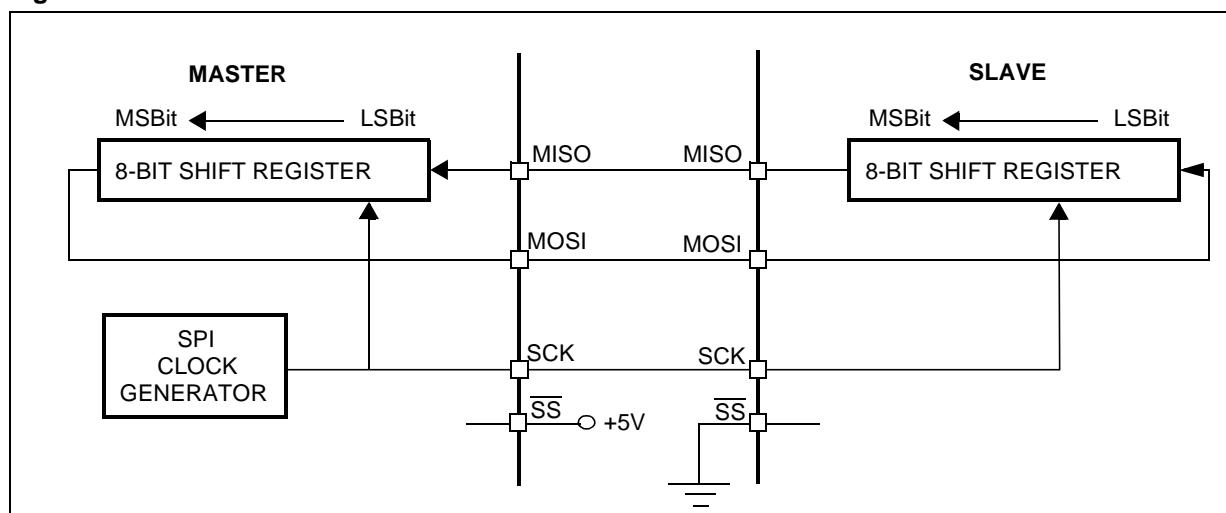 MASTER
SLAVE
MSBit LSBit
MSBit LSBit
8-BIT SHIFT REGISTER
MISO
MISO
8-BIT SHIFT REGISTER
MOSI
MOSI
SPI
CLOCK
GENERATOR
SCK
SCK
SS
+5V
SS